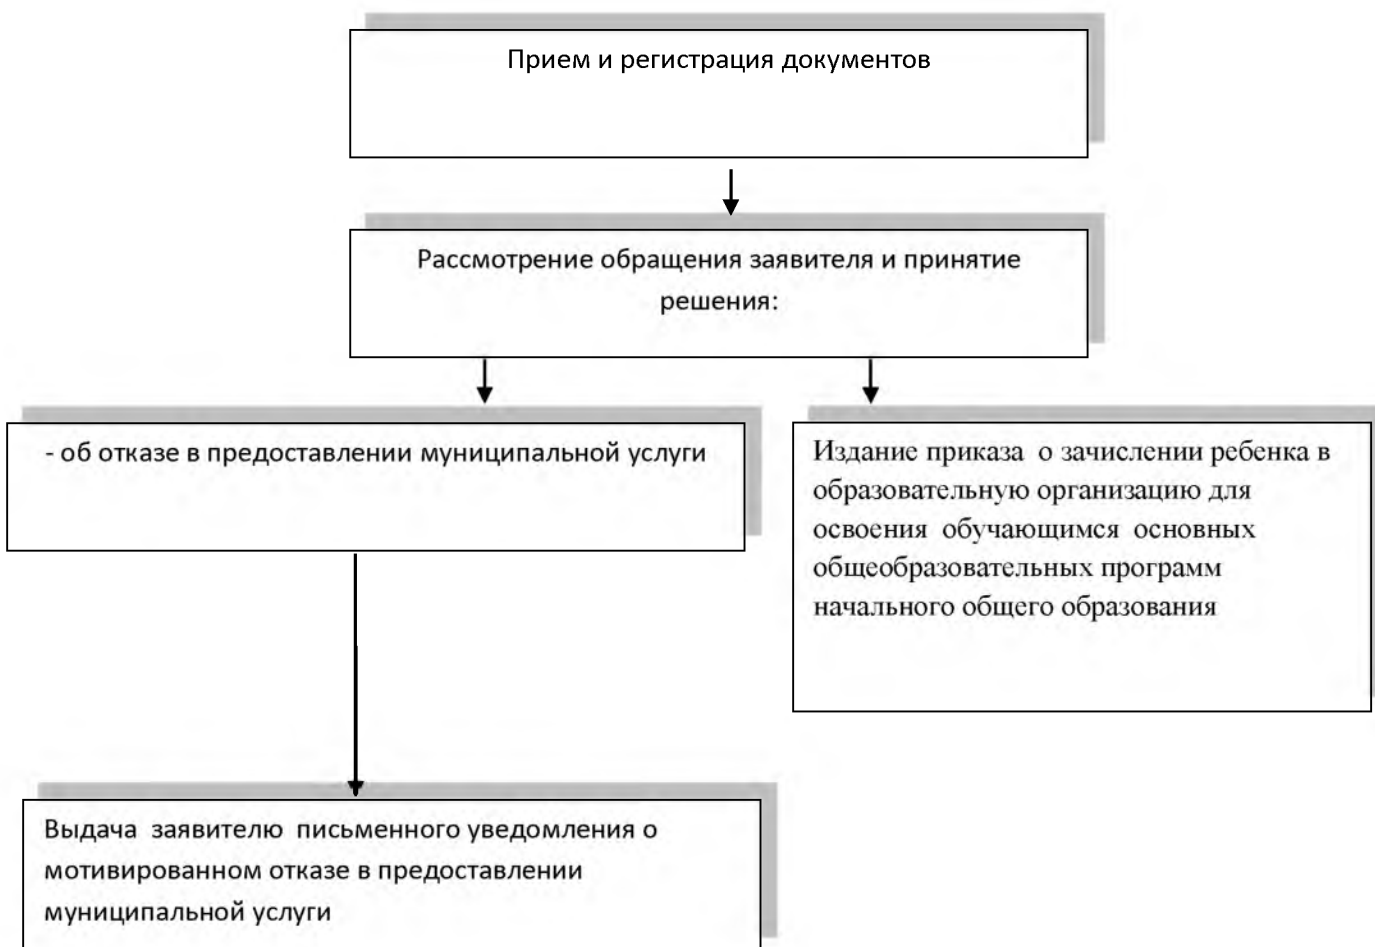 Прием и регистрация документов
Рассмотрение обращения заявителя и принятие
решения:
- об отказе в предоставлении муниципальной услуги
Издание приказа о зачислении ребенка в
образовательную организацию для
освоения обучающимся основных
общеобразовательных программ
начального общего образования
Выдача заявителю письменного уведомления о
мотивированном отказе в предоставлении
муниципальной услуги